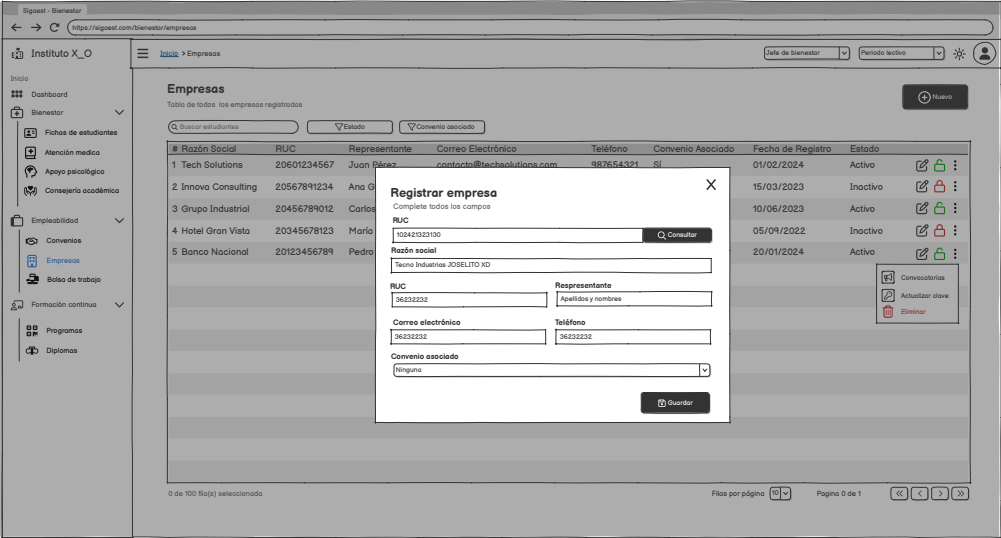 Sigaest - Bienestar
https://sigaest.com/bienestar/empresas
Instituto X_O
Inicio > Empresas
Jefe de bienestar
Periodo lectivo
Inicio
Dashboard
Bienestar
Fichas de estudiantes
Atención medica
Apoyo psicológico
Consejería académica
Empleabilidad
Convenios
Empresas
Bolsa de trabajo
Formación continua
Programas
Diplomas
Empresas
Tabla de todos los empresas registradas
Nuevo
Buscar estudiantes
Estado
Convenio asociado
# Razón Social RUC Representante Correo Electrónico Teléfono Convenio Asociado Fecha de Registro Estado
1 Tech Solutions 20601234567 Juan Pérez contacto@techsolutions.com 987654321 Sí 01/02/2024 Activo
2 Innova Consulting 20567891234 Ana G 15/03/2023 Inactivo
3 Grupo Industrial 20456789012 Carlos 10/06/2023 Activo
4 Hotel Gran Vista 20345678123 María 05/09/2022 Inactivo
5 Banco Nacional 20123456789 Pedro 20/01/2024 Activo
Convocatorias
Actualizar clave
Eliminar
Registrar empresa
X
Complete todos los campos
RUC
102421323130
Consultar
Razón social
Tecno Industrias JOSELITO XD
RUC
Respresentante
36232232
Apellidos y nombres
Correo electrónico
Teléfono
36232232
36232232
Convenio asociado
Ninguna
Guardar
0 de 100 fila(s) seleccionada
Filas por página 10
Pagina 0 de 1